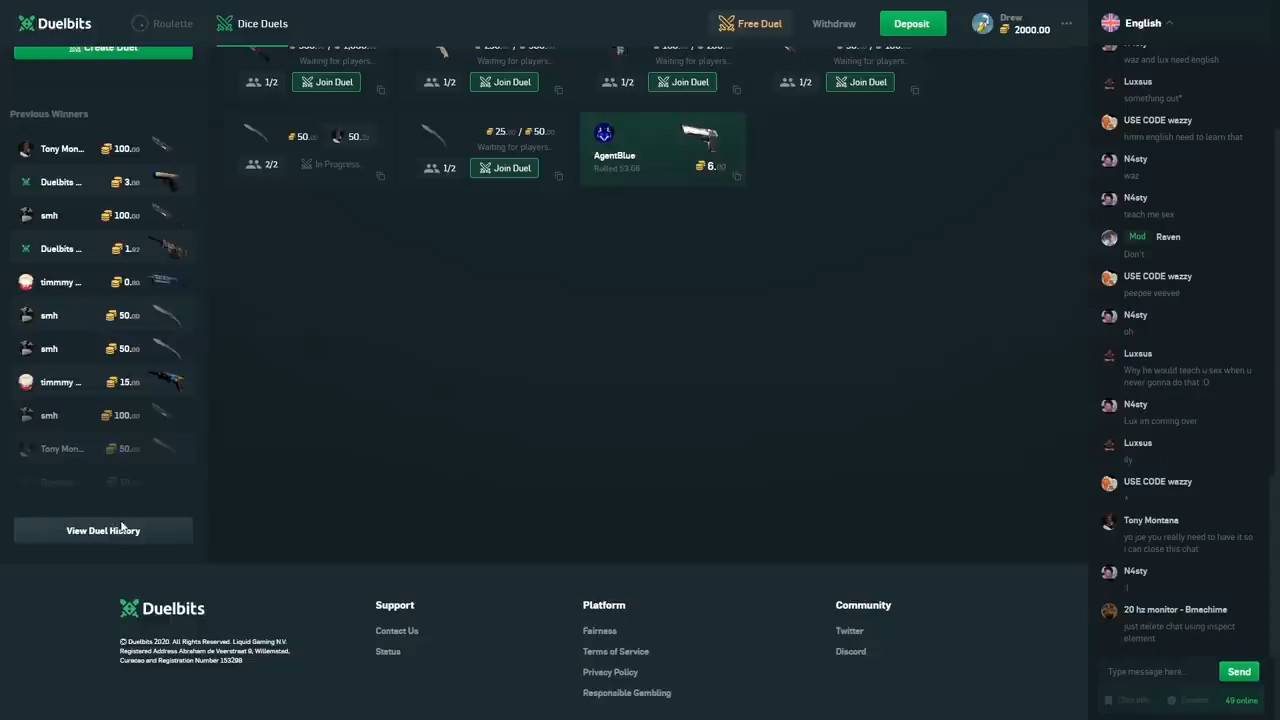 Duelbits
Roulette
Dice Duels
Free Duel
Withdraw
Deposit
Drew
2000.00
English
Create Duel
Previous Winners
Tony Mon... 100.00
Duelbits ... 3.00
smh 100.00
Duelbits ... 1.92
timmmy ... 0.80
smh 50.00
smh 50.00
timmmy ... 15.00
smh 100.00
Tony Mon... 50.00
View Duel History
Waiting for players...
1/2
Join Duel
Waiting for players...
1/2
Join Duel
Waiting for players...
1/2
Join Duel
Waiting for players...
1/2
Join Duel
2/2
In Progress..
25.00 / 50.00
Waiting for players...
1/2
Join Duel
AgentBlue
Rolled 53.66
6.00
waz and lux need english
Luxsus
something out*
USE CODE wazzy
hmm english need to learn that
N4sty
waz
N4sty
teach me sex
Mod Raven
Don't
USE CODE wazzy
peepee veevee
N4sty
oh
Luxsus
Why he would teach u sex when u
never gonna do that :O
N4sty
Lux im coming over
Luxsus
ily
USE CODE wazzy
^
Tony Montana
yo joe you really need to have it so
i can close this chat
N4sty
:I
20 hz monitor - Bmachime
just delete chat using inspect
element
Type message here...
Send
49 online
Duelbits
© Duelbits 2020. All Rights Reserved. Liquid Gaming N.V.
Registered Address Abraham de Veerstraat 9, Willemstad,
Curacao and Registration Number 153298
Support
Contact Us
Status
Platform
Fairness
Terms of Service
Privacy Policy
Responsible Gambling
Community
Twitter
Discord